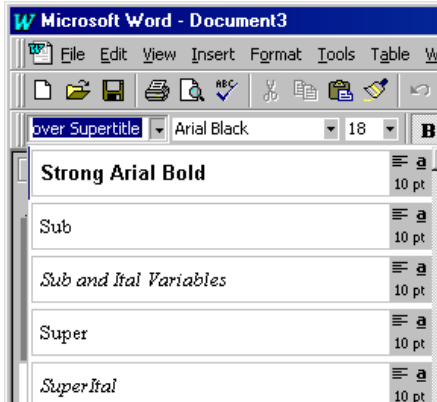 Microsoft Word - Document3
File Edit View Insert Format Tools Table W
ABC
over Supertitle Arial Black 18 B
Strong Arial Bold a
10 pt
Sub a
10 pt
Sub and Ital Variables a
10 pt
Super a
10 pt
SuperItal a
10 pt